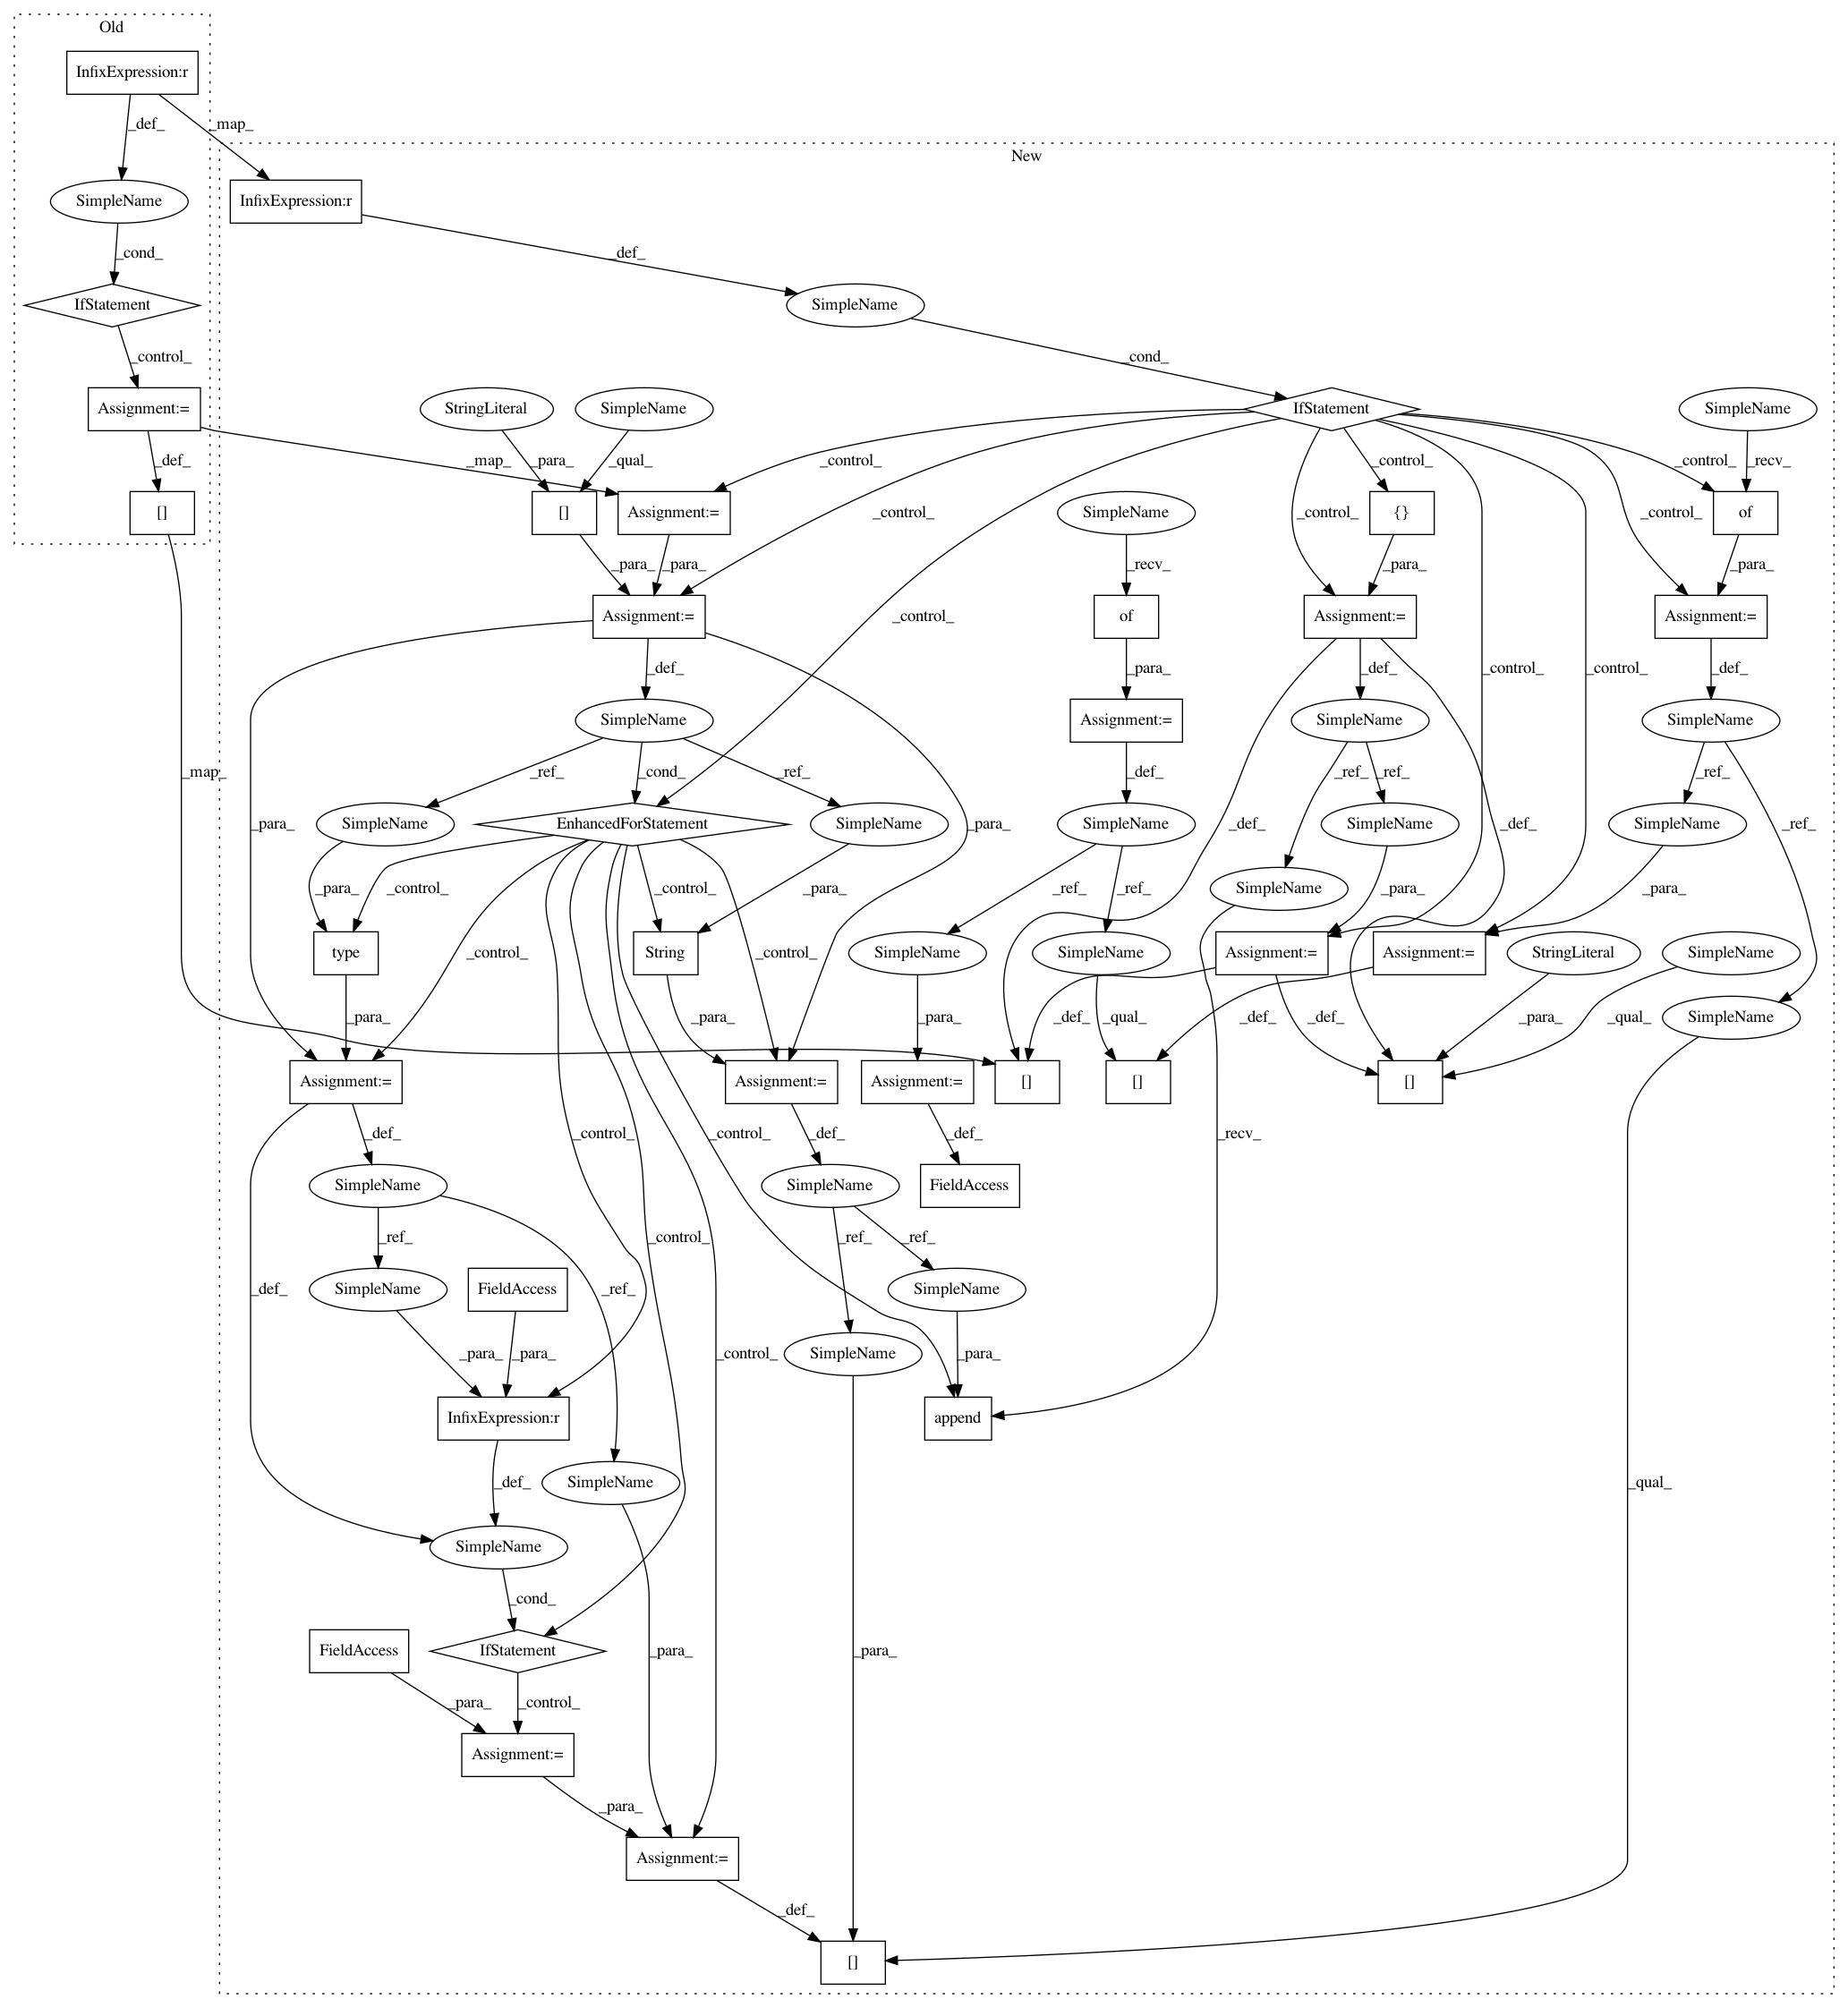 Old
InfixExpression:r
_def_
_map_
New
SimpleName
InfixExpression:r
_cond_
_def_
IfStatement
SimpleName
_control_
_cond_
Assignment:=
StringLiteral
SimpleName
IfStatement
SimpleName
_def_
_map_
_para_
_qual_
_control_
_control_
_control_
_recv_
[]
[]
Assignment:=
SimpleName
{}
of
_control_
_control_
_control_
_para_
_para_
_recv_
_para_
_para_
Assignment:=
of
Assignment:=
Assignment:=
_control_
_def_
_para_
_def_
_control_
_control_
_def_
SimpleName
Assignment:=
SimpleName
SimpleName
_map_
_ref_
_cond_
_ref_
_def_
_ref_
_ref_
_ref_
_para_
SimpleName
EnhancedForStatement
SimpleName
_para_
SimpleName
_def_
SimpleName
_def_
SimpleName
_ref_
_para_
_control_
_control_
_para_
_ref_
_ref_
SimpleName
_para_
_para_
type
_control_
String
_control_
SimpleName
SimpleName
Assignment:=
Assignment:=
StringLiteral
SimpleName
_para_
_para_
_para_
_qual_
_def_
_def_
_def_
_para_
_qual_
SimpleName
Assignment:=
Assignment:=
Assignment:=
[]
[]
[]
_def_
_control_
_control_
_def_
_def_
_recv_
SimpleName
SimpleName
FieldAccess
_ref_
_control_
_ref_
_ref_
_def_
_ref_
SimpleName
FieldAccess
SimpleName
_para_
_para_
_control_
SimpleName
_para_
InfixExpression:r
append
_def_
SimpleName
_qual_
SimpleName
_cond_
FieldAccess
IfStatement
_para_
_para_
_para_
_control_
Assignment:=
_para_
Assignment:=
_def_
[]